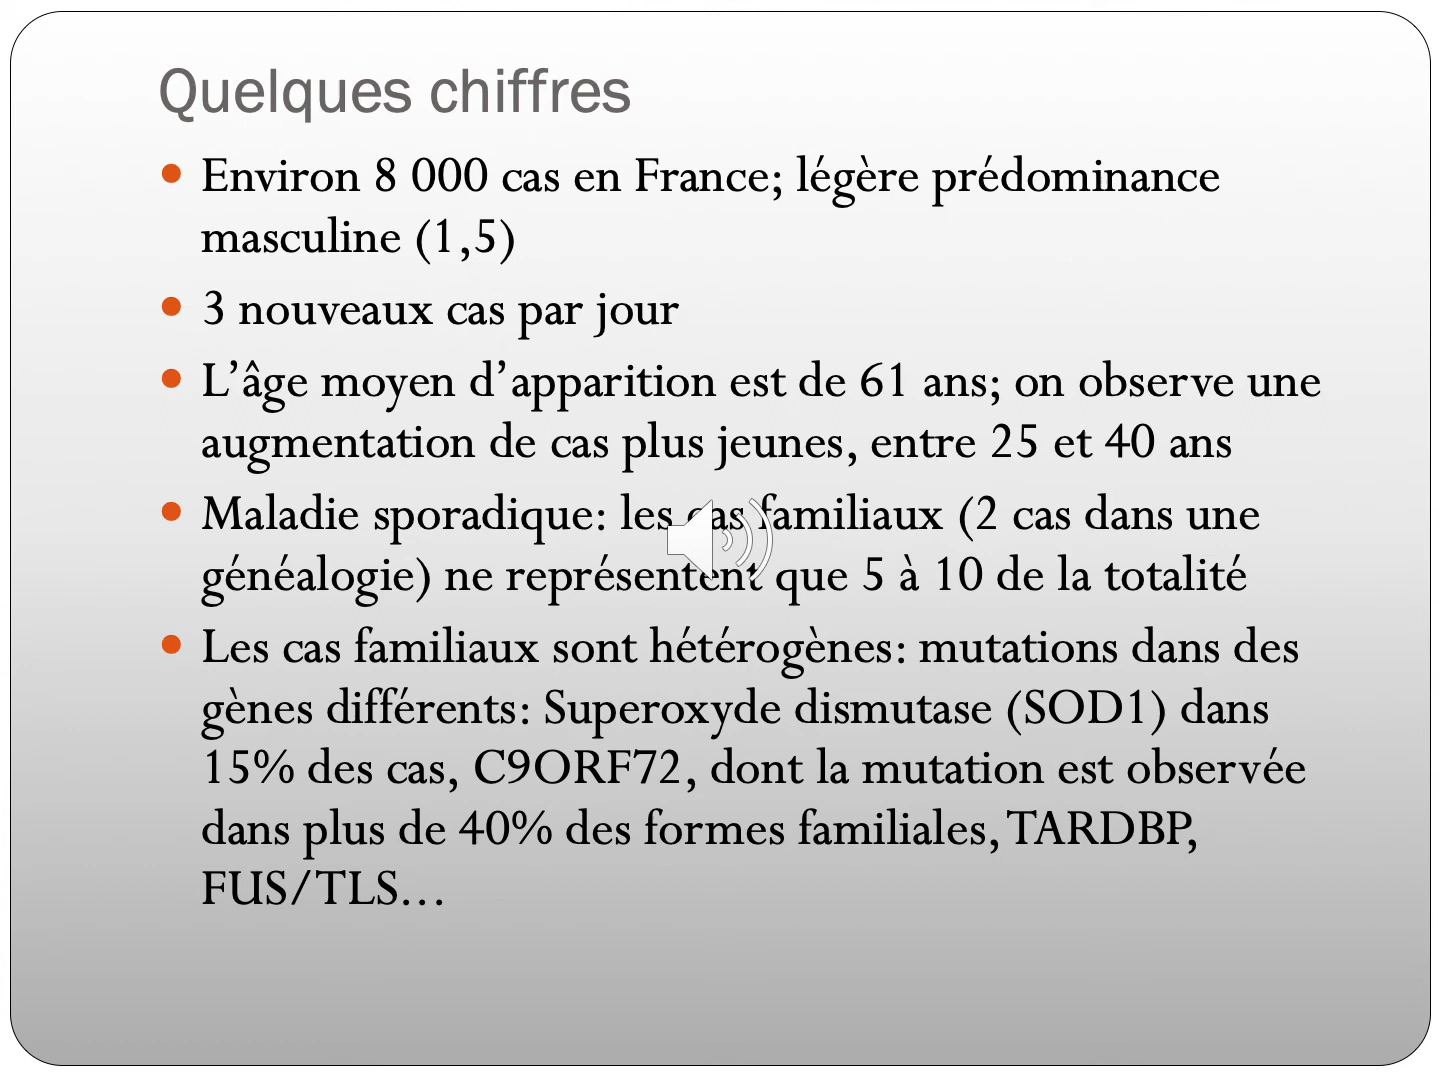 Quelques chiffres
Environ 8 000 cas en France; légère prédominance
masculine (1,5)
3 nouveaux cas par jour
L’âge moyen d’apparition est de 61 ans; on observe une
augmentation de cas plus jeunes, entre 25 et 40 ans
Maladie sporadique: les cas familiaux (2 cas dans une
généalogie) ne représentent que 5 à 10 de la totalité
Les cas familiaux sont hétérogènes: mutations dans des
gènes différents: Superoxyde dismutase (SOD1) dans
15% des cas, C9ORF72, dont la mutation est observée
dans plus de 40% des formes familiales, TARDBP,
FUS/TLS…